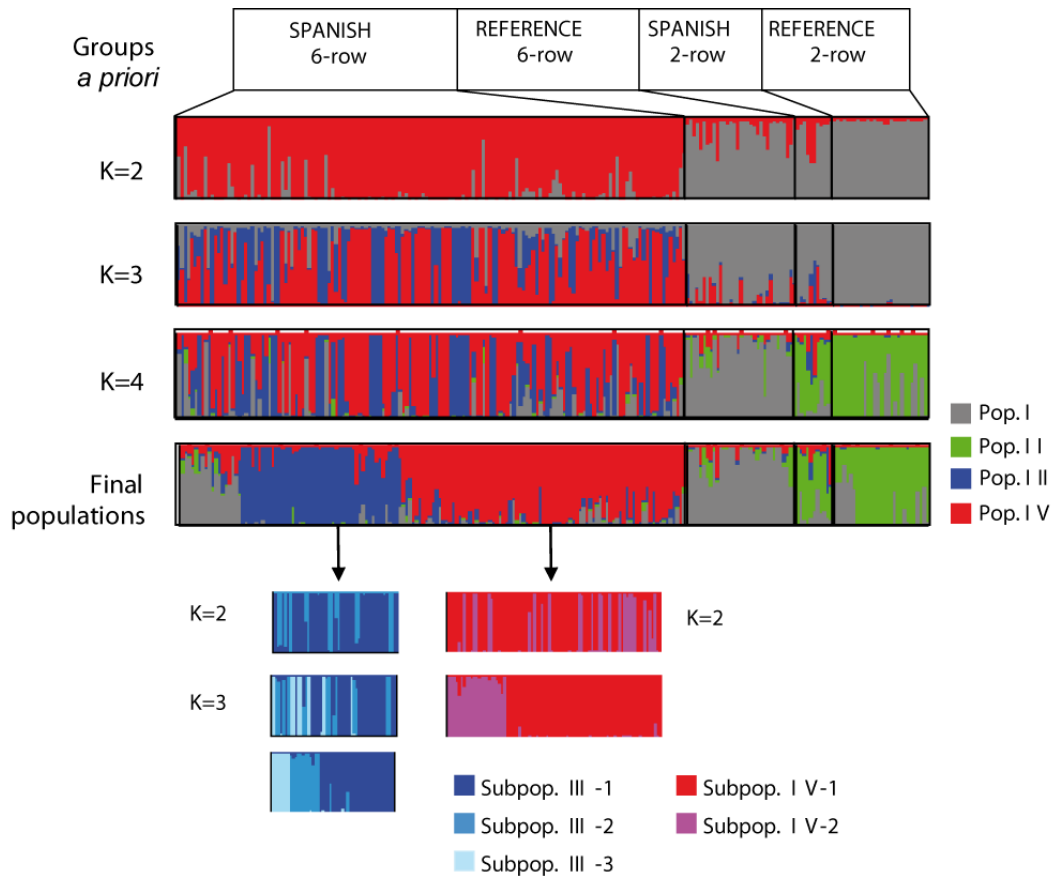 Groups
a priori
SPANISH
6-row
REFERENCE
6-row
SPANISH
2-row
REFERENCE
2-row
K=2
K=3
K=4
Final
populations
Pop. I
Pop. I I
Pop. I II
Pop. I V
K=2
K=2
K=3
Subpop. III -1
Subpop. III -2
Subpop. III -3
Subpop. I V-1
Subpop. I V-2